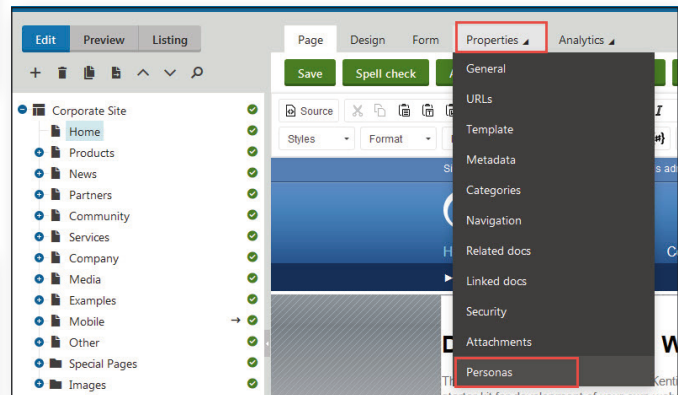 Edit Preview Listing
Page Design Form Properties Analytics
Save Spell check
Source
Styles Format
Corporate Site
Home
Products
News
Partners
Community
Services
Company
Media
Examples
Mobile
Other
Special Pages
Images
General
URLs
Template
Metadata
Categories
Navigation
Related docs
Linked docs
Security
Attachments
Personas